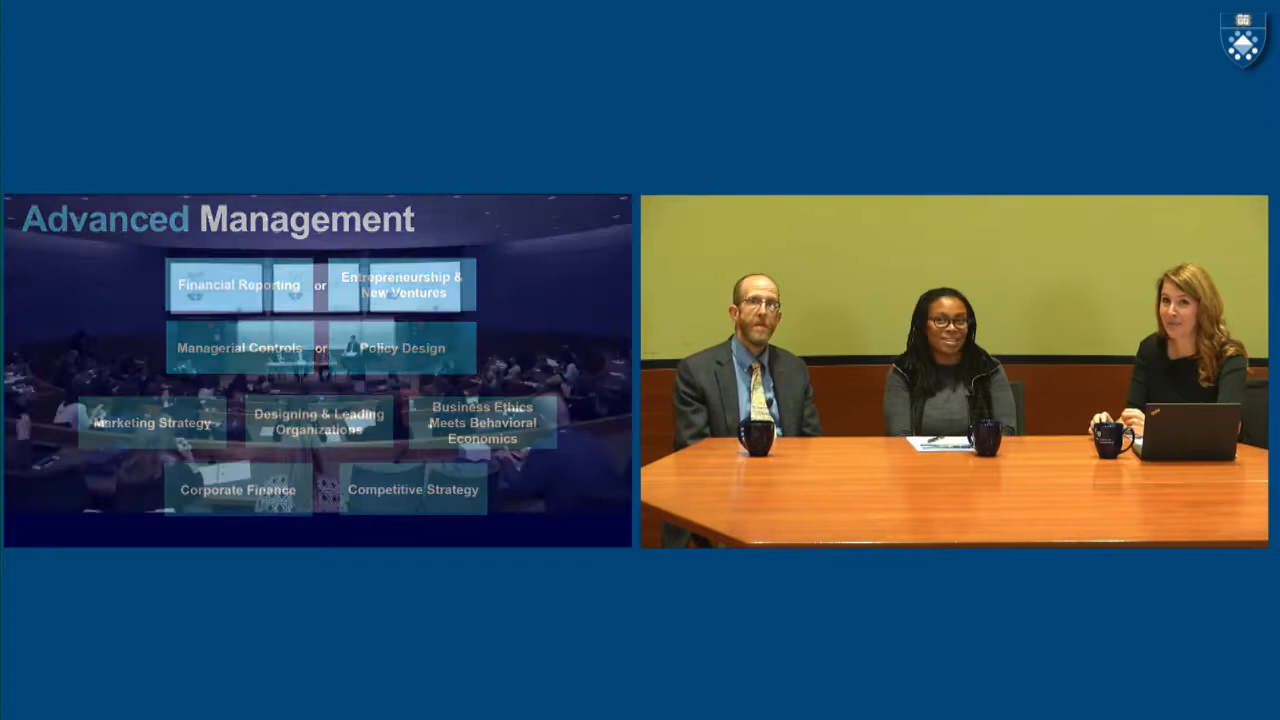 Advanced Management
Financial Reporting or Entrepreneurship &
New Ventures
Managerial Controls or Policy Design
Marketing Strategy
Designing & Leading
Organizations
Business Ethics
Meets Behavioral
Economics
Corporate Finance
Competitive Strategy